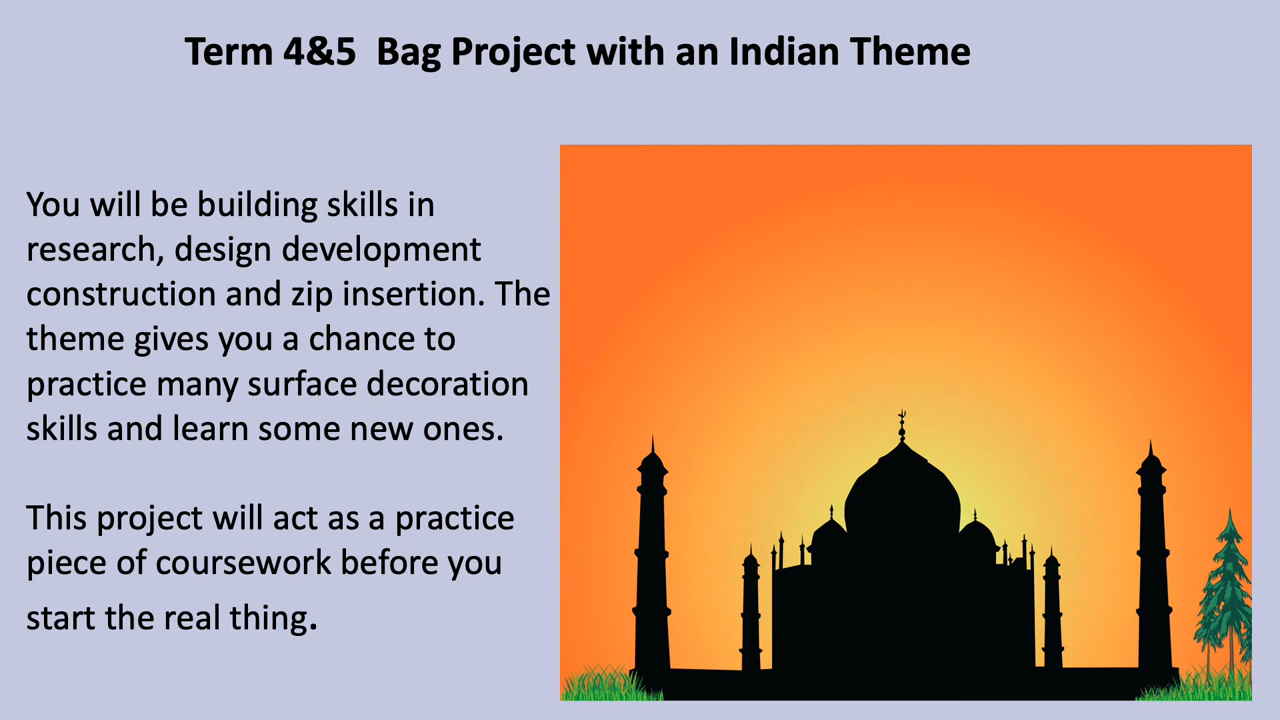 Term 4&5  Bag Project with an Indian Theme
You will be building skills in
research, design development
construction and zip insertion. The
theme gives you a chance to
practice many surface decoration
skills and learn some new ones.
This project will act as a practice
piece of coursework before you
start the real thing.